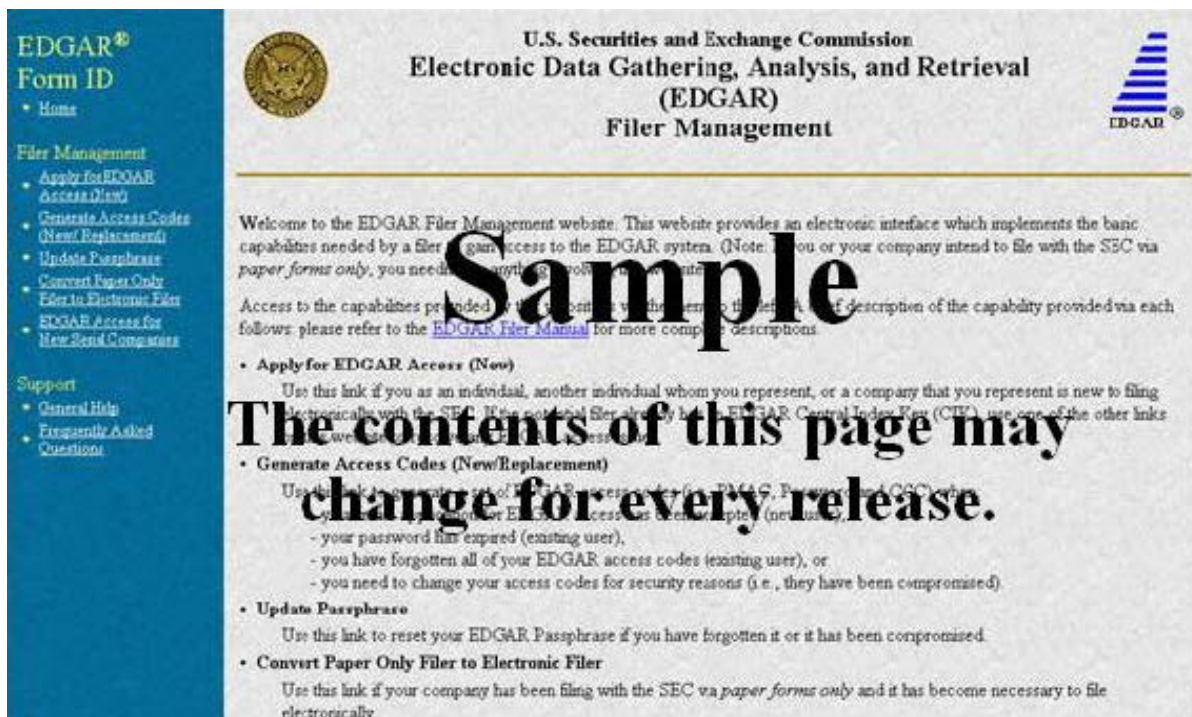 EDGAR®
Form ID
• Home
Filer Management
• Apply for EDGAR
Access (New)
• Generate Access Codes
(New/ Replacement)
• Update Passphrase
• Convert Paper Only
Filer to Electronic Filer
• EDGAR Access for
New Serial Companies
Support
• General Help
• Frequently Asked
Questions
U.S. Securities and Exchange Commission
Electronic Data Gathering, Analysis, and Retrieval
(EDGAR)
Filer Management
EDGAR ®
Welcome to the EDGAR Filer Management website. This website provides an electronic interface which implements the basic
capabilities needed by a filer gain access to the EDGAR system. (Note: you or your company intend to file with the SEC via
paper forms only, you need
Sample
Access to the capabilities provided by description of the capability provided via each
follows: please refer to the EDGAR Filer Manual for more complete descriptions.
• Apply for EDGAR Access (New)
Use this link if you as an individual, another individual whom you represent, or a company that you represent is new to filing
electronically with the SEC. If the potential filer already has an EDGAR Central Index Key (CIK), use one of the other links
The contents of this page may
• Generate Access Codes (New/Replacement)
change for every release.
- your password has expired (existing user),
- you have forgotten all of your EDGAR access codes (existing user), or
- you need to change your access codes for security reasons (i.e., they have been compromised).
• Update Passphrase
Use this link to reset your EDGAR Passphrase if you have forgotten it or it has been compromised.
• Convert Paper Only Filer to Electronic Filer
Use this link if your company has been filing with the SEC via paper forms only and it has become necessary to file
electronically